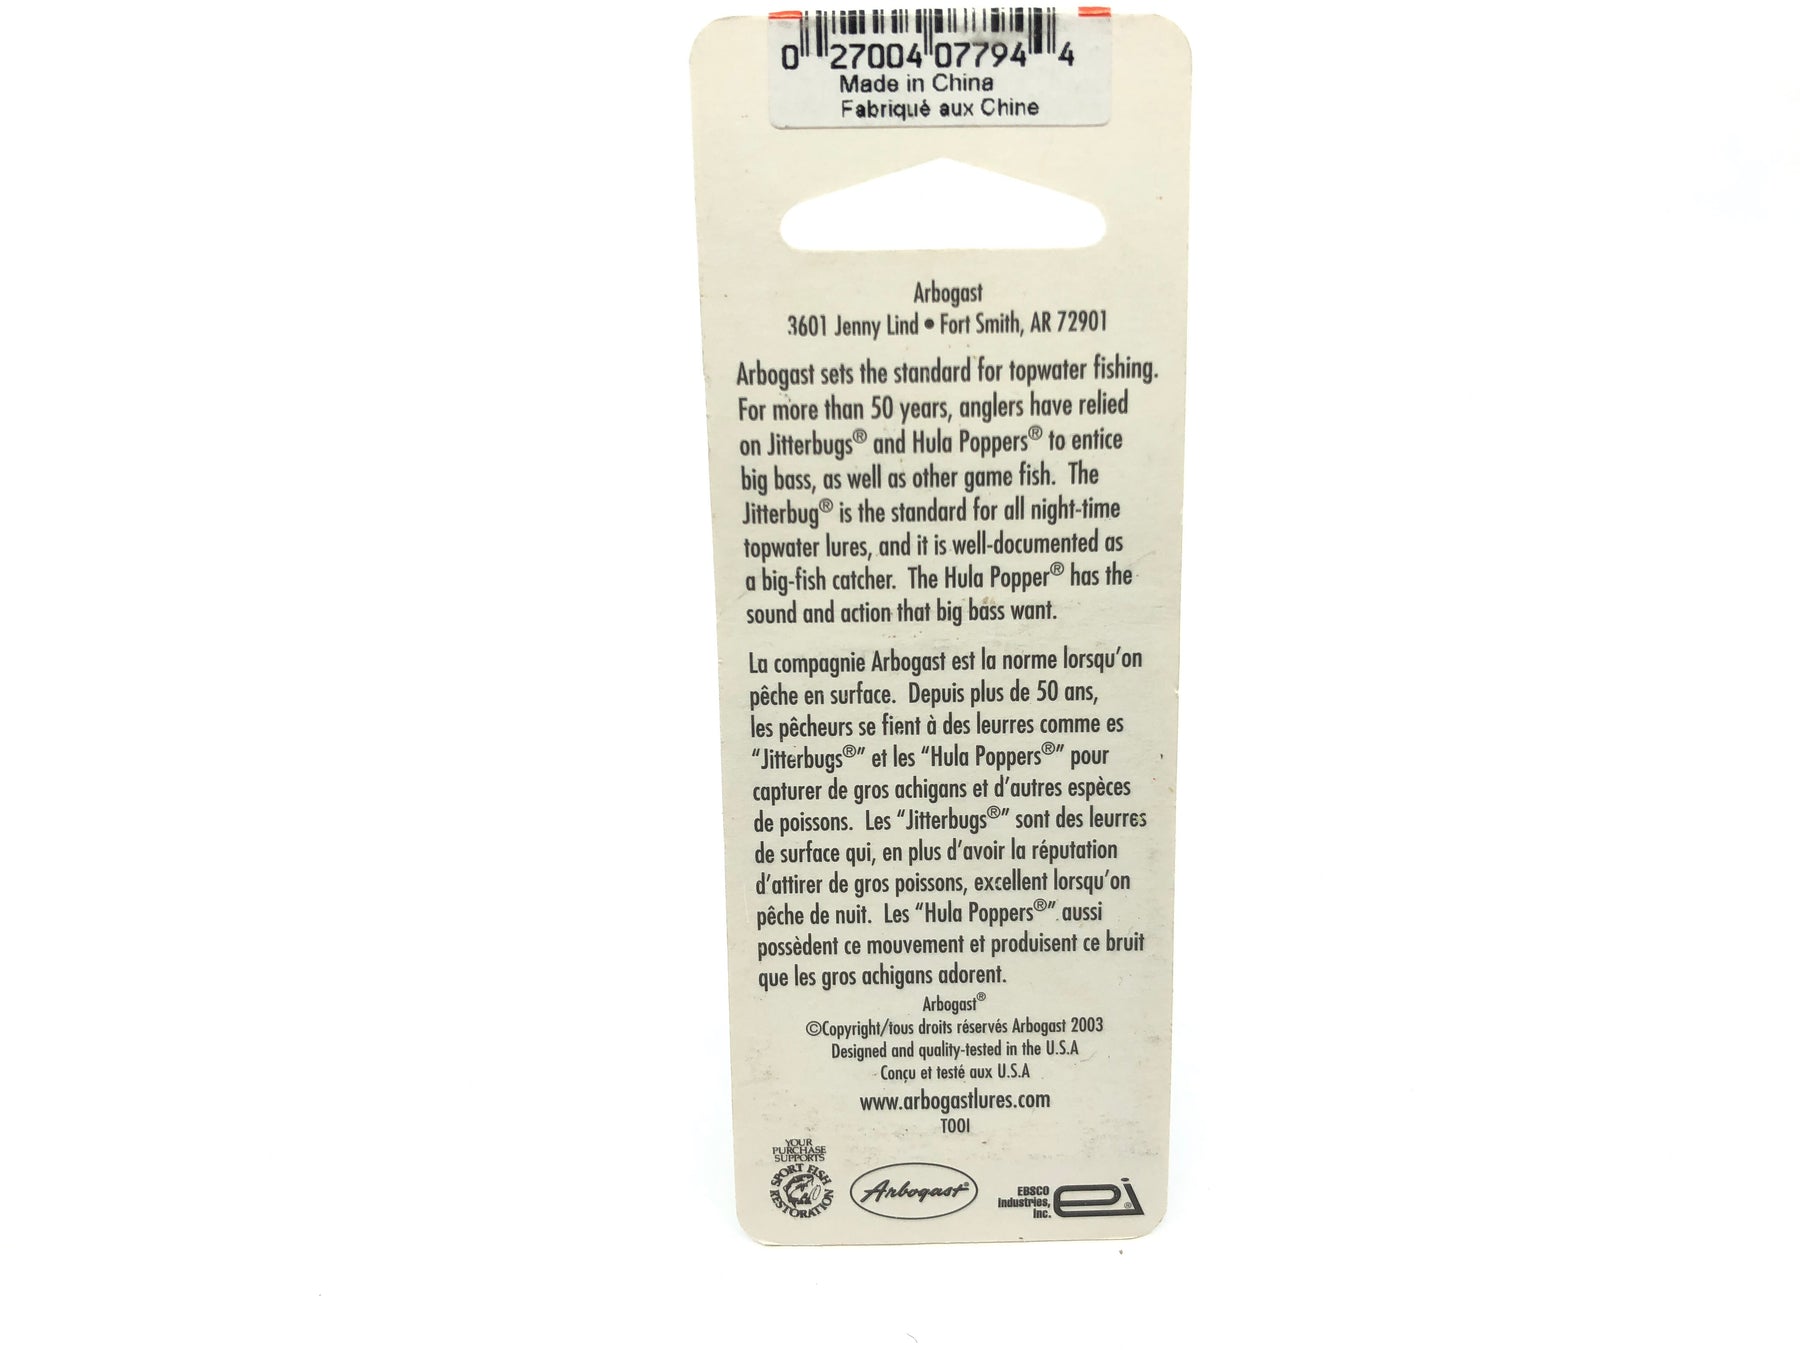 0 27004 07794 4
Made in China
Fabriqué aux Chine
Arbogast
3601 Jenny Lind • Fort Smith, AR 72901
Arbogast sets the standard for topwater fishing.
For more than 50 years, anglers have relied
on Jitterbugs® and Hula Poppers® to entice
big bass, as well as other game fish. The
Jitterbug® is the standard for all night-time
topwater lures, and it is well-documented as
a big-fish catcher. The Hula Popper® has the
sound and action that big bass want.
La compagnie Arbogast est la norme lorsqu'on
pêche en surface. Depuis plus de 50 ans,
les pêcheurs se fient à des leurres comme es
“Jitterbugs®” et les “Hula Poppers®” pour
capturer de gros achigans et d'autres espèces
de poissons. Les “Jitterbugs®” sont des leurres
de surface qui, en plus d'avoir la réputation
d'attirer de gros poissons, excellent lorsqu'on
pêche de nuit. Les “Hula Poppers®” aussi
possèdent ce mouvement et produisent ce bruit
que les gros achigans adorent.
Arbogast®
©Copyright/tous droits réservés Arbogast 2003
Designed and quality-tested in the U.S.A
Conçu et testé aux U.S.A
www.arbogastlures.com
T001
YOUR
PURCHASE
SUPPORTS
SPORT FISH
RESTORATION
Arbogast®
EBSCO
Industries,
Inc.
ei®